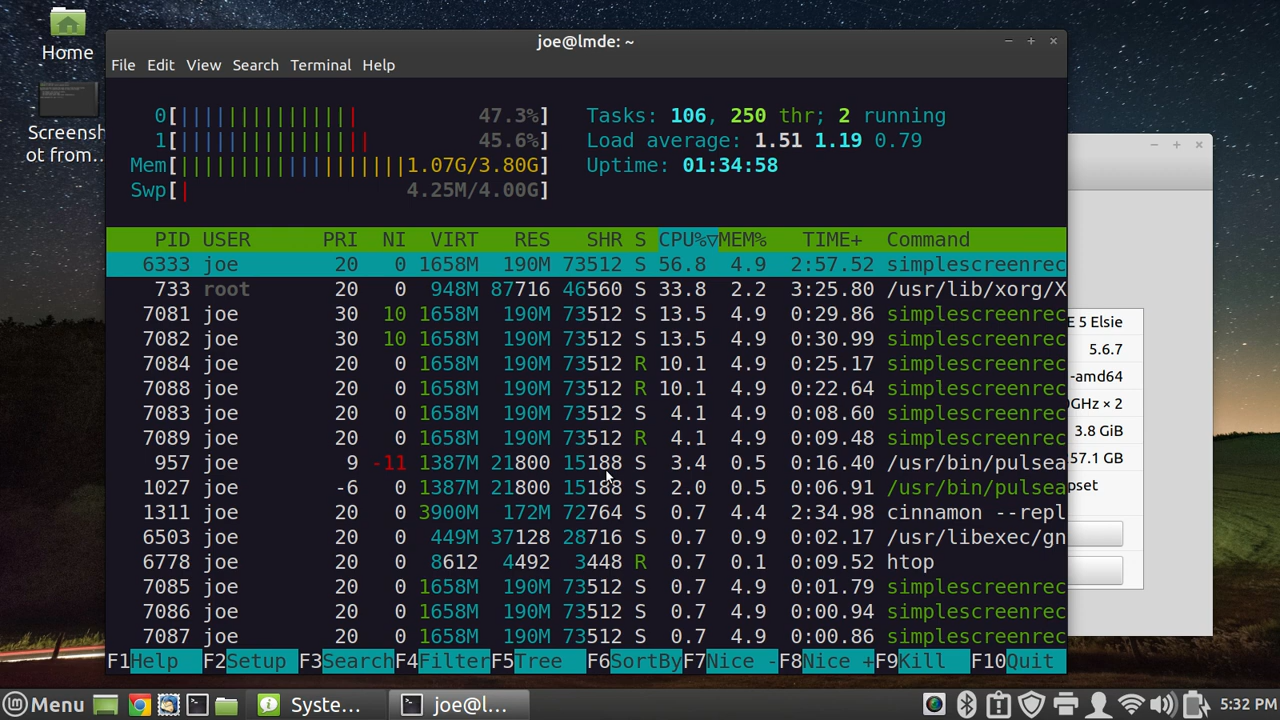 Home
Screensh
ot from...
joe@lmde: ~
File Edit View Search Terminal Help
0[||||||||||||||| 47.3%] Tasks: 106, 250 thr; 2 running
1[|||||||||||||||| 45.6%] Load average: 1.51 1.19 0.79
Mem[|||||||||||||||||||1.07G/3.80G] Uptime: 01:34:58
Swp[| 4.25M/4.00G]
PID USER PRI NI VIRT RES SHR S CPU%▽MEM% TIME+ Command
6333 joe 20 0 1658M 190M 73512 S 56.8 4.9 2:57.52 simplescreenrec
733 root 20 0 948M 87716 46560 S 33.8 2.2 3:25.80 /usr/lib/xorg/X
7081 joe 30 10 1658M 190M 73512 S 13.5 4.9 0:29.86 simplescreenrec
7082 joe 30 10 1658M 190M 73512 S 13.5 4.9 0:30.99 simplescreenrec
7084 joe 20 0 1658M 190M 73512 R 10.1 4.9 0:25.17 simplescreenrec
7088 joe 20 0 1658M 190M 73512 R 10.1 4.9 0:22.64 simplescreenrec
7083 joe 20 0 1658M 190M 73512 S 4.1 4.9 0:08.60 simplescreenrec
7089 joe 20 0 1658M 190M 73512 R 4.1 4.9 0:09.48 simplescreenrec
957 joe 9 -11 1387M 21800 15188 S 3.4 0.5 0:16.40 /usr/bin/pulsea
1027 joe -6 0 1387M 21800 15188 S 2.0 0.5 0:06.91 /usr/bin/pulsea
1311 joe 20 0 3900M 172M 72764 S 0.7 4.4 2:34.98 cinnamon --repl
6503 joe 20 0 449M 37128 28716 S 0.7 0.9 0:02.17 /usr/libexec/gn
6778 joe 20 0 8612 4492 3448 R 0.7 0.1 0:09.52 htop
7085 joe 20 0 1658M 190M 73512 S 0.7 4.9 0:01.79 simplescreenrec
7086 joe 20 0 1658M 190M 73512 S 0.7 4.9 0:00.94 simplescreenrec
7087 joe 20 0 1658M 190M 73512 S 0.7 4.9 0:00.86 simplescreenrec
F1Help F2Setup F3SearchF4FilterF5Tree F6SortByF7Nice -F8Nice +F9Kill F10Quit
E 5 Elsie
5.6.7
-amd64
0GHz × 2
3.8 GiB
57.1 GB
pset
Menu Syste... joe@l... 5:32 PM